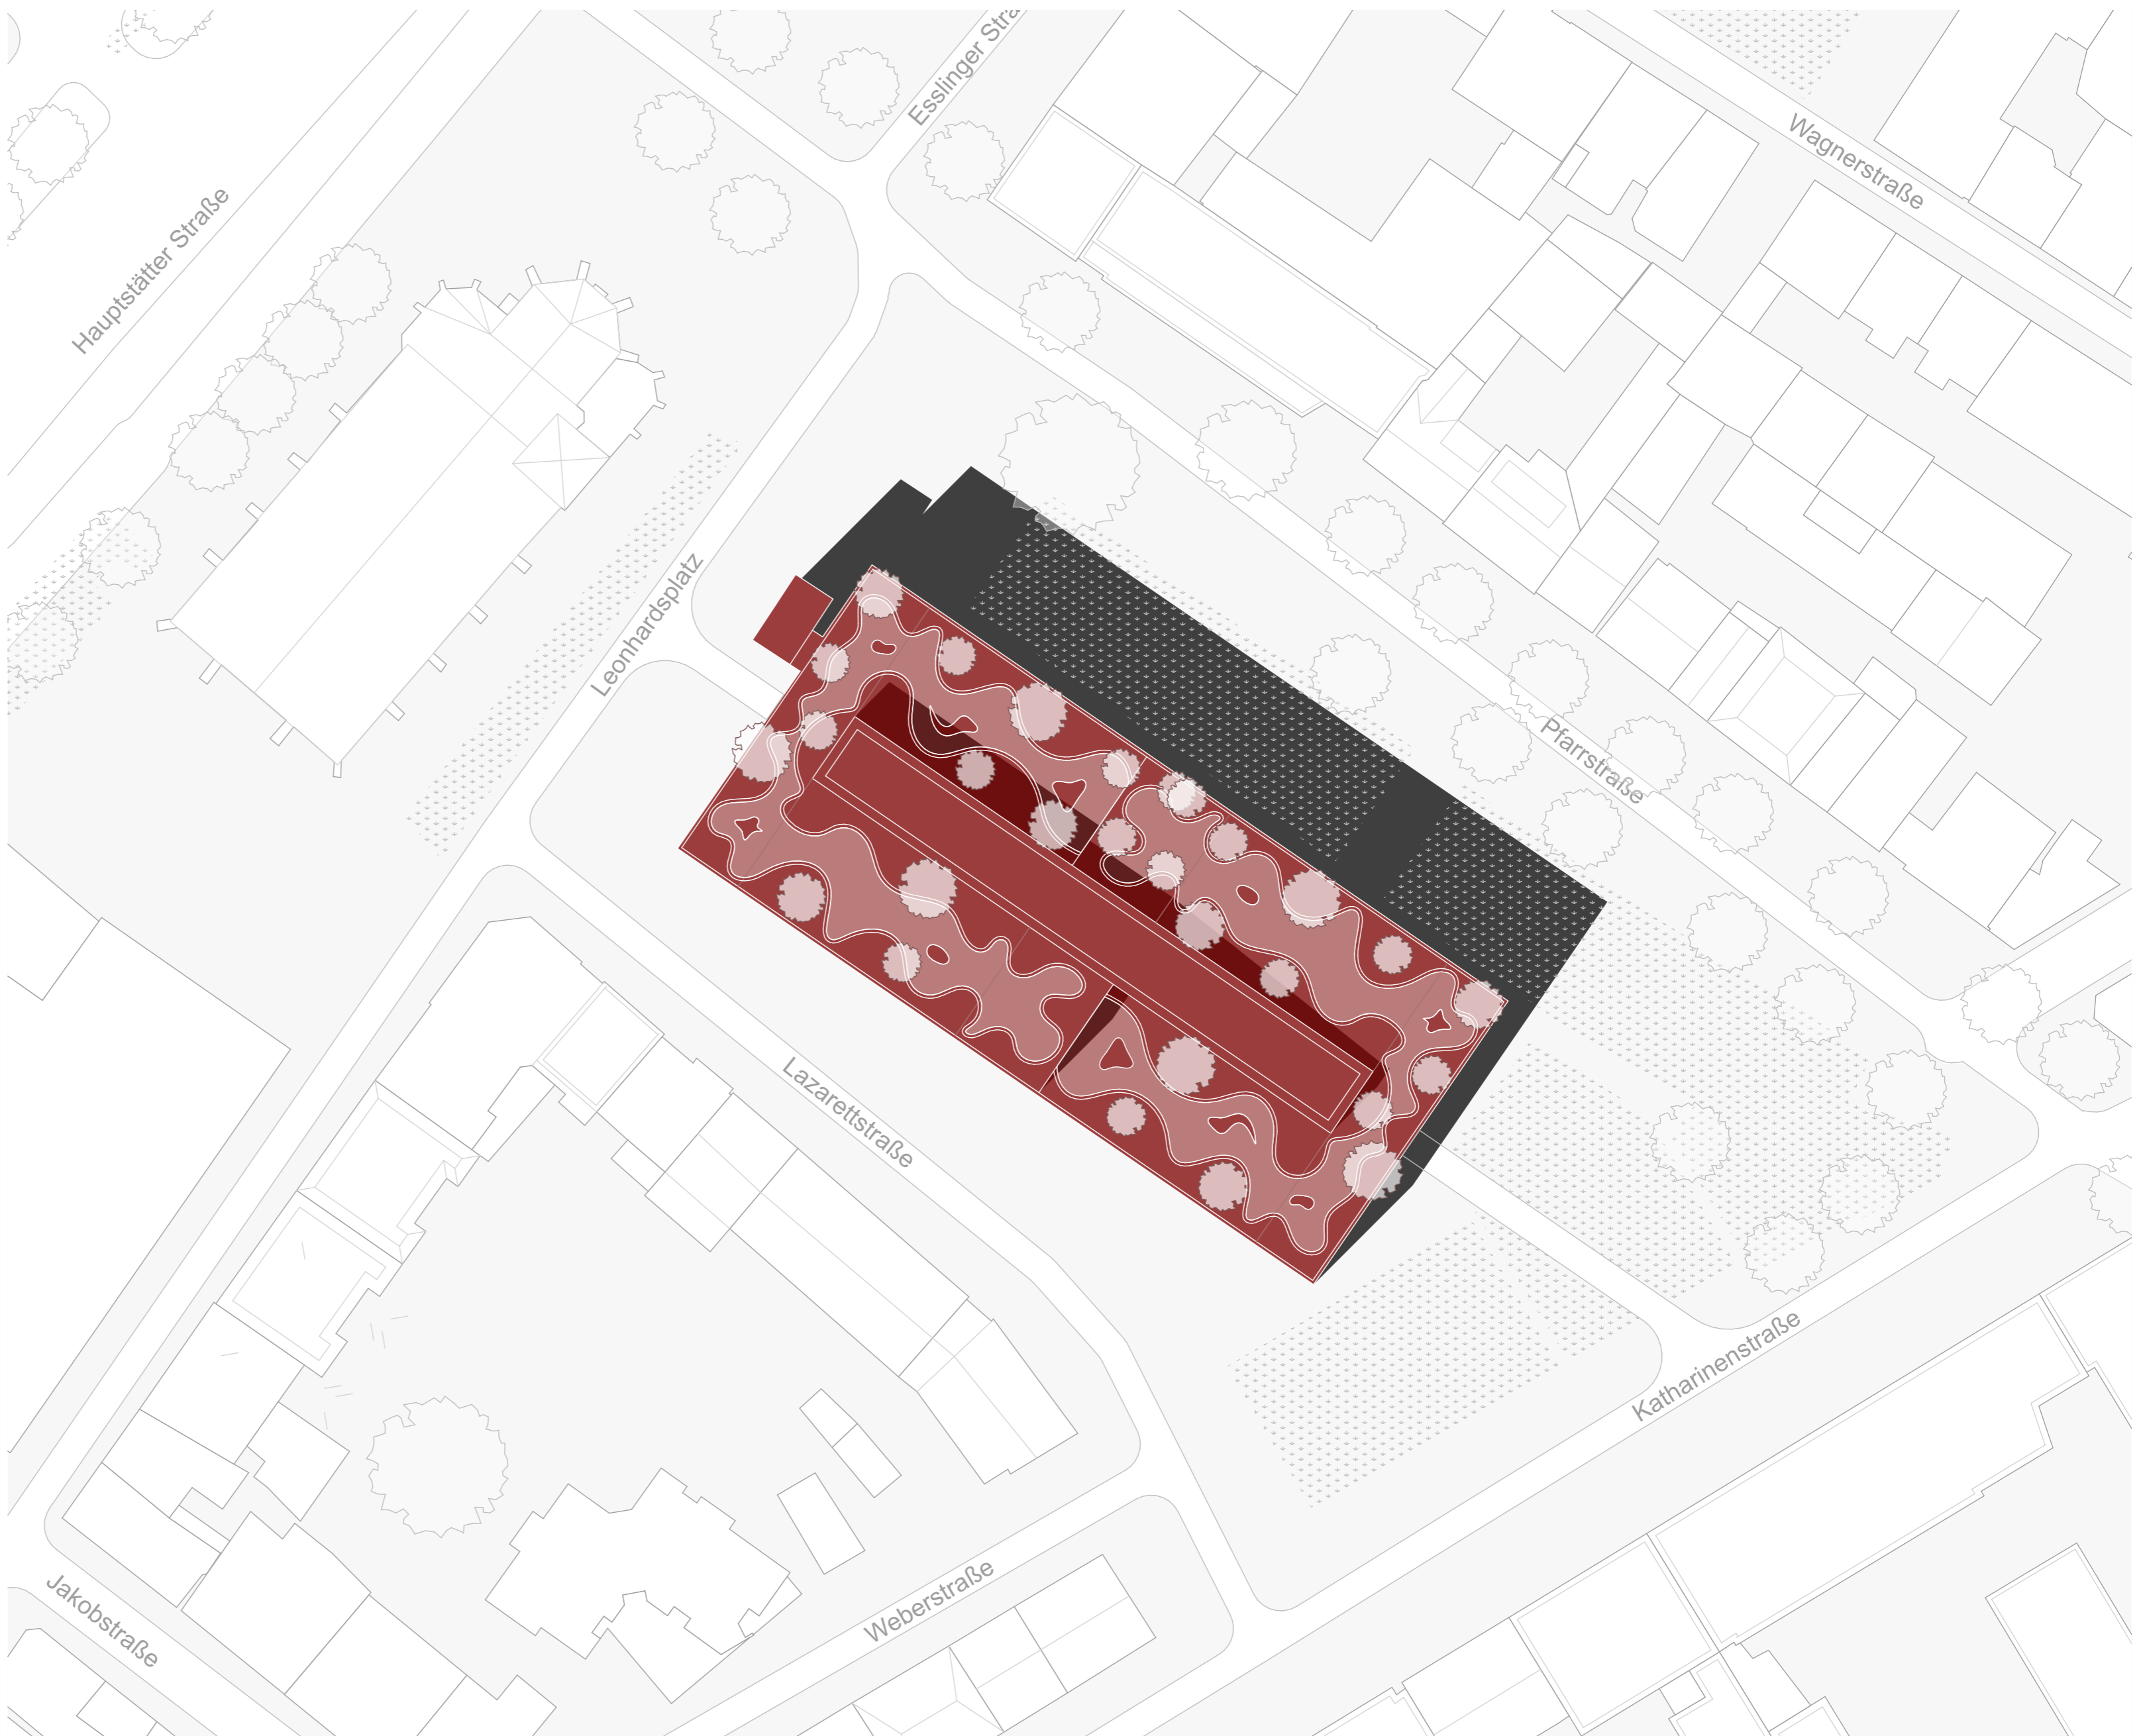 Esslinger Stra
Wagnerstraße
Hauptstätter Straße
Leonhardsplatz
Pfarrstraße
Lazarettstraße
Katharinenstraße
Weberstraße
Jakobstraße